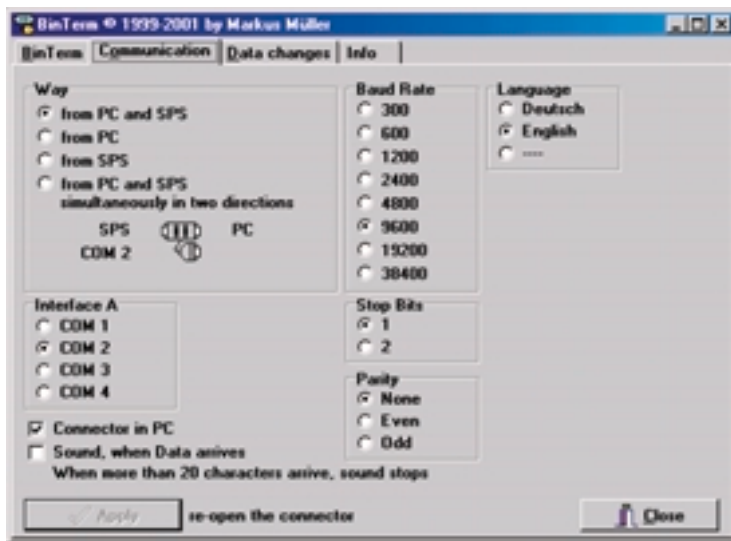 BinTerm © 1999-2001 by Markus Müller
BinTerm Communication Data changes Info
Way
from PC and SPS
from PC
from SPS
from PC and SPS
simultaneously in two directions
SPS PC
COM 2
Interface A
COM 1
COM 2
COM 3
COM 4
Connector in PC
Sound, when Data arrives
When more than 20 characters arrive, sound stops
Baud Rate
300
600
1200
2400
4800
9600
19200
38400
Stop Bits
1
2
Parity
None
Even
Odd
Language
Deutsch
English
----
Apply re-open the connector
Close